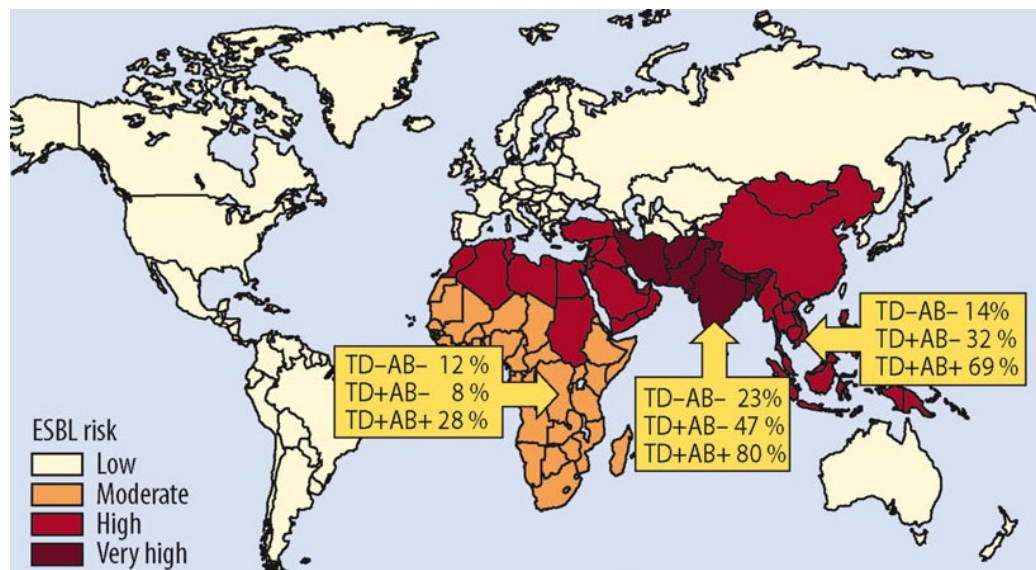 TD–AB– 14%
TD+AB– 32 %
TD+AB+ 69 %
TD–AB– 12 %
TD+AB– 8 %
TD+AB+ 28 %
TD–AB– 23%
TD+AB– 47 %
TD+AB+ 80 %
ESBL risk
Low
Moderate
High
Very high